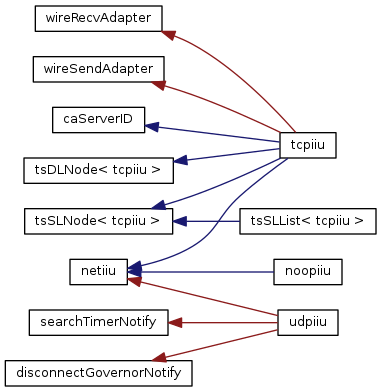 wireRecvAdapter
wireSendAdapter
caServerID
tcpiiu
tsDLNode< tcpiiu >
tsSLNode< tcpiiu >
tsSLList< tcpiiu >
netiiu
noopiiu
searchTimerNotify
udpiiu
disconnectGovernorNotify